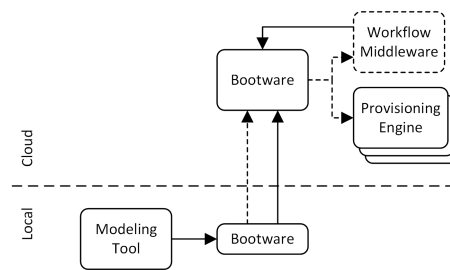 Workflow
Middleware
Bootware
Provisioning
Engine
Cloud
Local
Modeling
Tool
Bootware